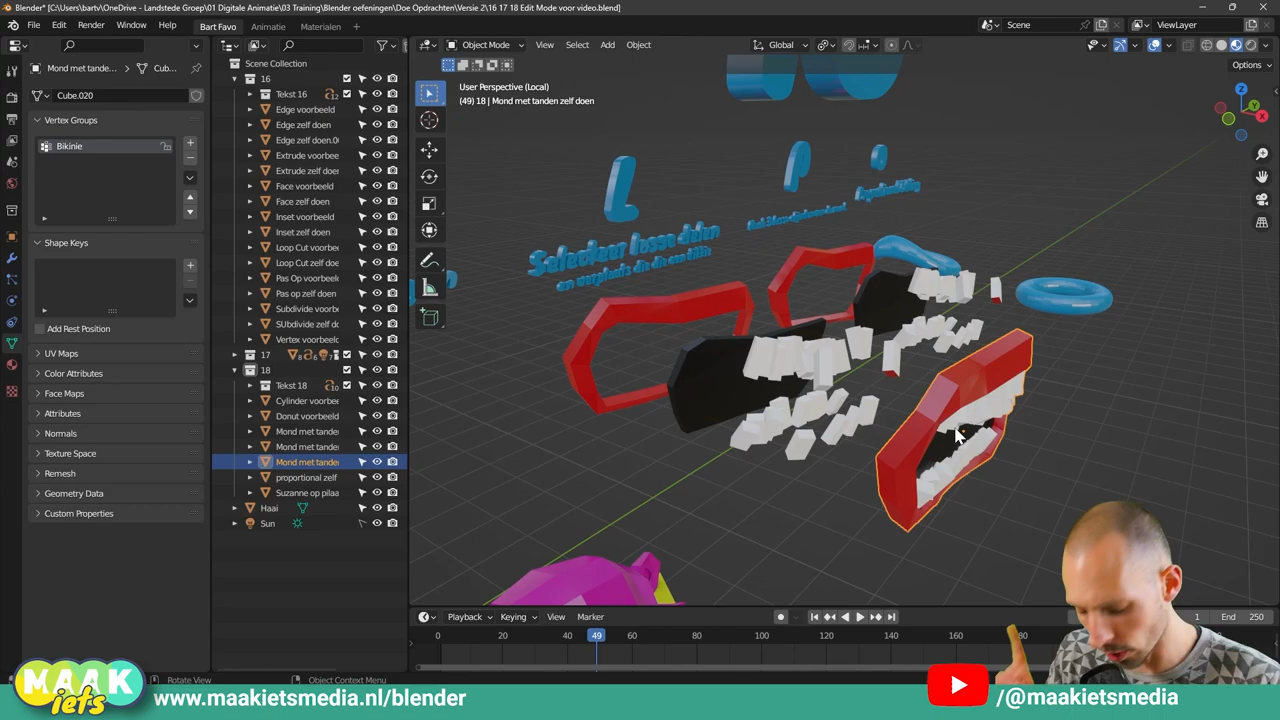 Blender* [C:\Users\bartv\OneDrive - Landstede Groep\01 Digitale Animatie\03 Training\Blender oefeningen\Doe Opdrachten\Versie 2\16 17 18 Edit Mode voor video.blend]
File Edit Render Window Help Bart Favo Animatie Materialen Scene ViewLayer
Object Mode View Select Add Object Global
Options
Mond met tande... Cub...
Cube.020
Vertex Groups
Bikinie
Shape Keys
Add Rest Position
UV Maps
Color Attributes
Face Maps
Attributes
Normals
Texture Space
Remesh
Geometry Data
Custom Properties
Scene Collection
16
Tekst 16
Edge voorbeeld
Edge zelf doen
Edge zelf doen.0
Extrude voorbee
Extrude zelf doe
Face voorbeeld
Face zelf doen
Inset voorbeeld
Inset zelf doen
Loop Cut voorbe
Loop Cut zelf do
Pas Op voorbeel
Pas op zelf doen
Subdivide voorb
SUbdivide zelf d
Vertex voorbeel
17
18
Tekst 18
Cylinder voorbe
Donut voorbeeld
Mond met tande
Mond met tande
Mond met tande
proportional zelf
Suzanne op pilaa
Haai
Sun
User Perspective (Local)
(49) 18 | Mond met tanden zelf doen
L
P
Selecteer losse delen
X
Y
Z
Playback Keying View Marker
1 End 250
0 20 49 40 60 80 100 120 140 160 180
Rotate View Object Context Menu
MAAK
iets
www.maakietsmedia.nl/blender
/@maakietsmedia